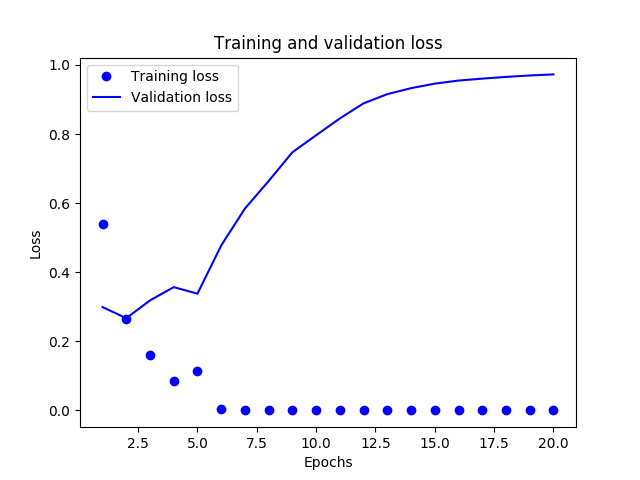 Training and validation loss
Training loss
Validation loss
1.0
0.8
0.6
0.4
0.2
0.0
Loss
2.5 5.0 7.5 10.0 12.5 15.0 17.5 20.0
Epochs